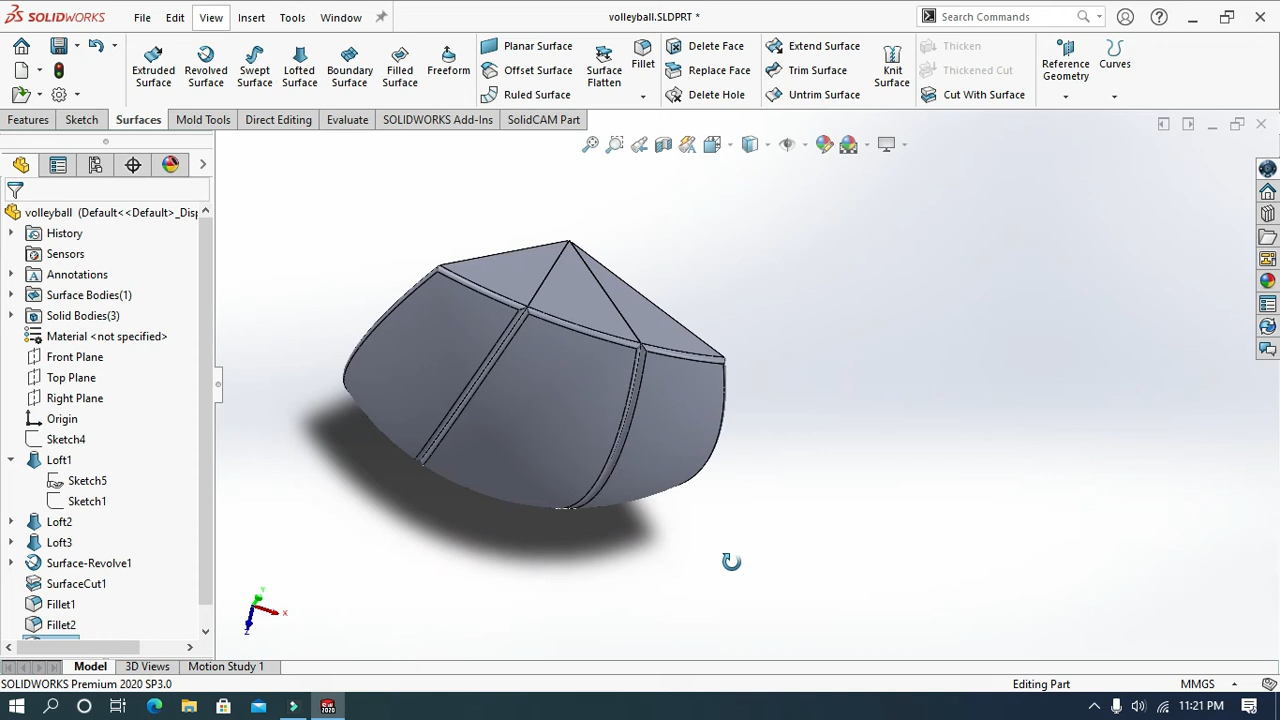 SOLIDWORKS File Edit View Insert Tools Window volleyball.SLDPRT * Search Commands
Extruded Surface Revolved Surface Swept Surface Lofted Surface Boundary Surface Filled Surface Freeform Planar Surface Offset Surface Ruled Surface Surface Flatten Fillet Delete Face Replace Face Delete Hole Extend Surface Trim Surface Untrim Surface Knit Surface Thicken Thickened Cut Cut With Surface Reference Geometry Curves
Features Sketch Surfaces Mold Tools Direct Editing Evaluate SOLIDWORKS Add-Ins SolidCAM Part
volleyball (Default<<Default>_Disp
History
Sensors
Annotations
Surface Bodies(1)
Solid Bodies(3)
Material <not specified>
Front Plane
Top Plane
Right Plane
Origin
Sketch4
Loft1
Sketch5
Sketch1
Loft2
Loft3
Surface-Revolve1
SurfaceCut1
Fillet1
Fillet2
Y
X
Z
Model 3D Views Motion Study 1
SOLIDWORKS Premium 2020 SP3.0 Editing Part MMGS
11:21 PM